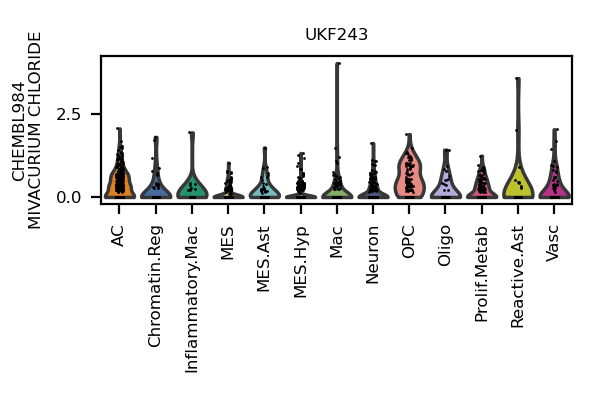 UKF243
CHEMBL984
MIVACURIUM CHLORIDE
2.5
0.0
AC
Chromatin.Reg
Inflammatory.Mac
MES
MES.Ast
MES.Hyp
Mac
Neuron
OPC
Oligo
Prolif.Metab
Reactive.Ast
Vasc